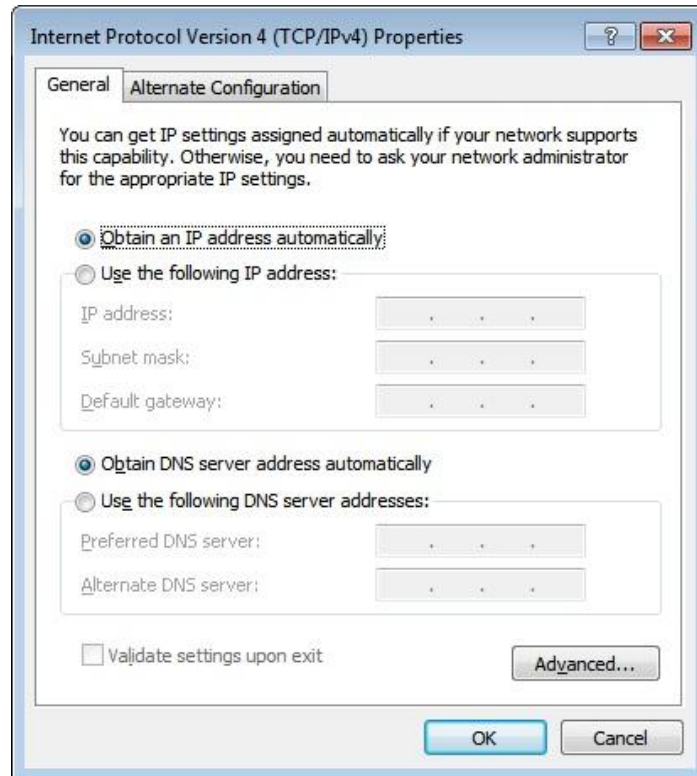 Internet Protocol Version 4 (TCP/IPv4) Properties
General
Alternate Configuration
You can get IP settings assigned automatically if your network supports
this capability. Otherwise, you need to ask your network administrator
for the appropriate IP settings.
Obtain an IP address automatically
Use the following IP address:
IP address:
Subnet mask:
Default gateway:
Obtain DNS server address automatically
Use the following DNS server addresses:
Preferred DNS server:
Alternate DNS server:
Validate settings upon exit
Advanced...
OK
Cancel